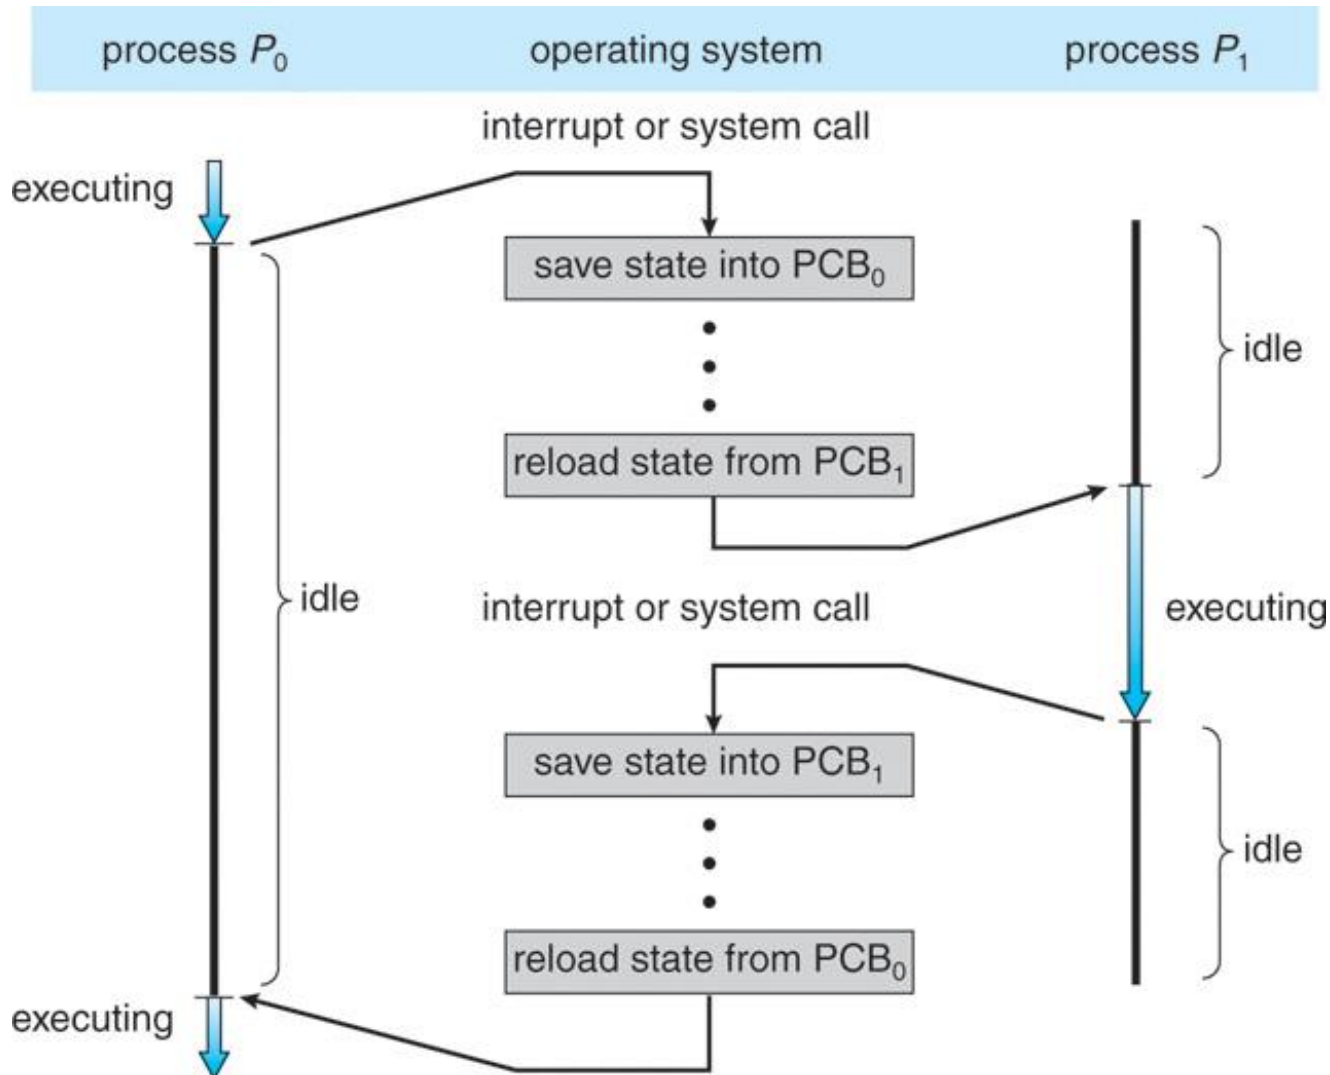 process P₀ operating system process P₁
interrupt or system call
executing
save state into PCB₀
idle
reload state from PCB₁
idle
interrupt or system call
executing
save state into PCB₁
idle
reload state from PCB₀
executing